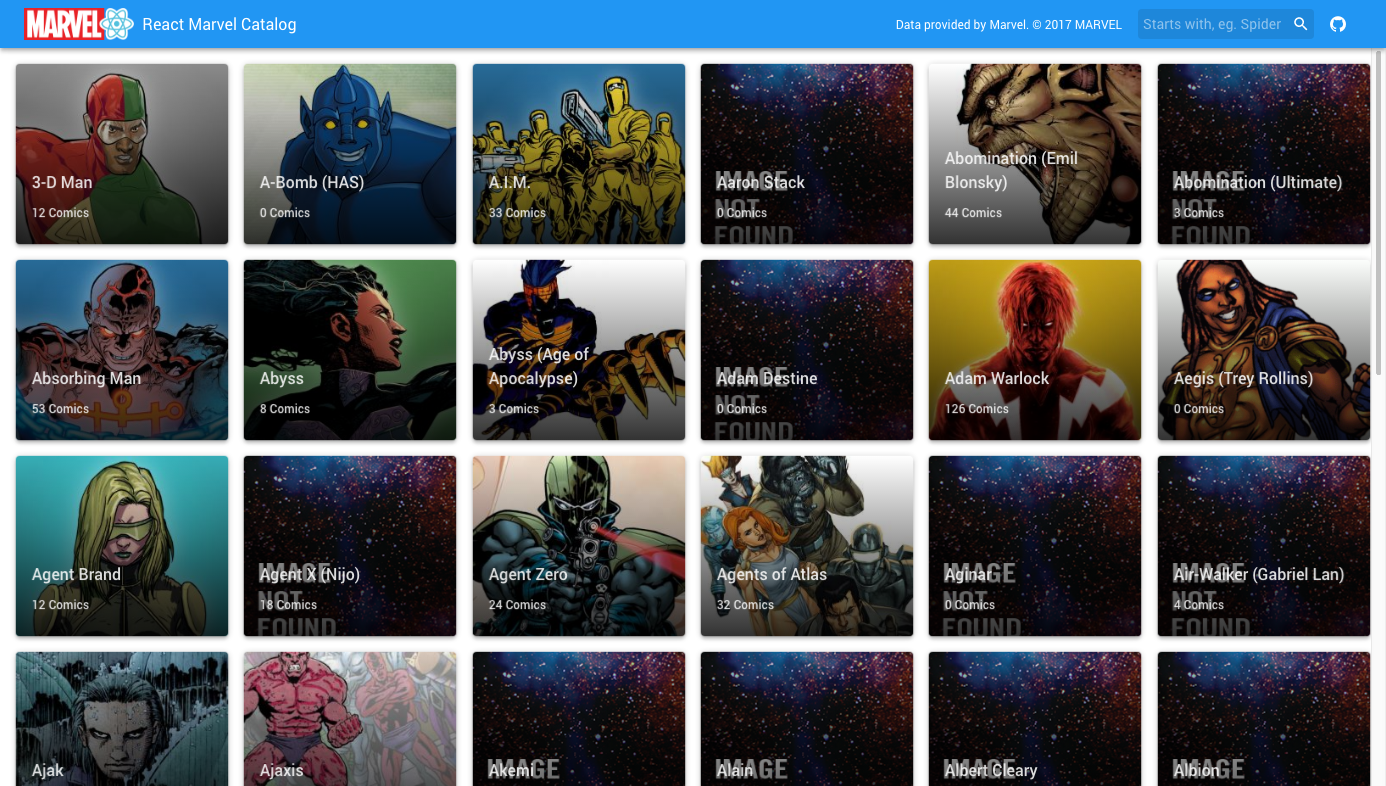 MARVEL React Marvel Catalog
Data provided by Marvel. © 2017 MARVEL
Starts with, eg. Spider
3-D Man
12 Comics
A-Bomb (HAS)
0 Comics
A.I.M.
33 Comics
IMAGE
NOT
FOUND
Aaron Stack
0 Comics
Abomination (Emil
Blonsky)
44 Comics
IMAGE
NOT
FOUND
Abomination (Ultimate)
3 Comics
Absorbing Man
53 Comics
Abyss
8 Comics
Abyss (Age of
Apocalypse)
3 Comics
IMAGE
NOT
FOUND
Adam Destine
0 Comics
Adam Warlock
126 Comics
Aegis (Trey Rollins)
0 Comics
Agent Brand
12 Comics
IMAGE
NOT
FOUND
Agent X (Nijo)
18 Comics
Agent Zero
24 Comics
Agents of Atlas
32 Comics
IMAGE
NOT
FOUND
Aginar
0 Comics
IMAGE
NOT
FOUND
Air-Walker (Gabriel Lan)
4 Comics
Ajak
Ajaxis
IMAGE
Akemi
IMAGE
Alain
IMAGE
Albert Cleary
IMAGE
Albion